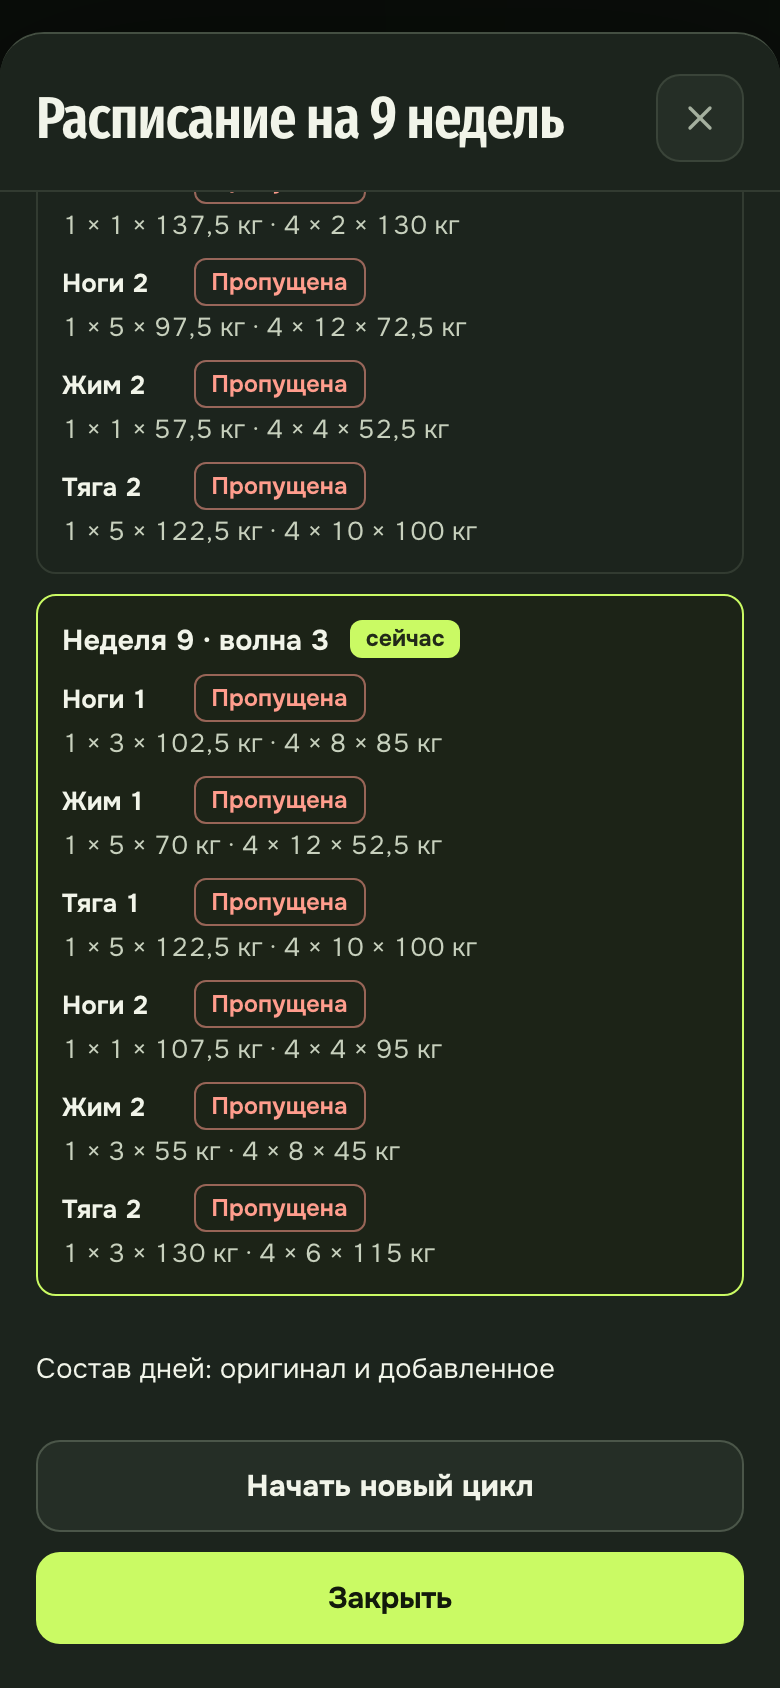 Расписание на 9 недель
1 × 1 × 137,5 кг · 4 × 2 × 130 кг
Ноги 2 Пропущена
1 × 5 × 97,5 кг · 4 × 12 × 72,5 кг
Жим 2 Пропущена
1 × 1 × 57,5 кг · 4 × 4 × 52,5 кг
Тяга 2 Пропущена
1 × 5 × 122,5 кг · 4 × 10 × 100 кг
Неделя 9 · волна 3 сейчас
Ноги 1 Пропущена
1 × 3 × 102,5 кг · 4 × 8 × 85 кг
Жим 1 Пропущена
1 × 5 × 70 кг · 4 × 12 × 52,5 кг
Тяга 1 Пропущена
1 × 5 × 122,5 кг · 4 × 10 × 100 кг
Ноги 2 Пропущена
1 × 1 × 107,5 кг · 4 × 4 × 95 кг
Жим 2 Пропущена
1 × 3 × 55 кг · 4 × 8 × 45 кг
Тяга 2 Пропущена
1 × 3 × 130 кг · 4 × 6 × 115 кг
Состав дней: оригинал и добавленное
Начать новый цикл
Закрыть